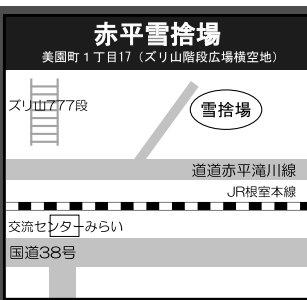 赤平雪捨場
美園町1丁目17（ズリ山階段広場横空地）
ズリ山777段
雪捨場
道道赤平滝川線
JR根室本線
交流センターみらい
国道38号